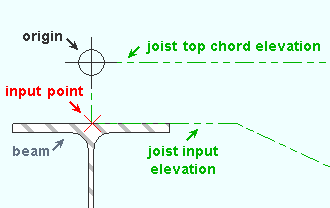 origin
joist top chord elevation
input point
beam
joist input
elevation